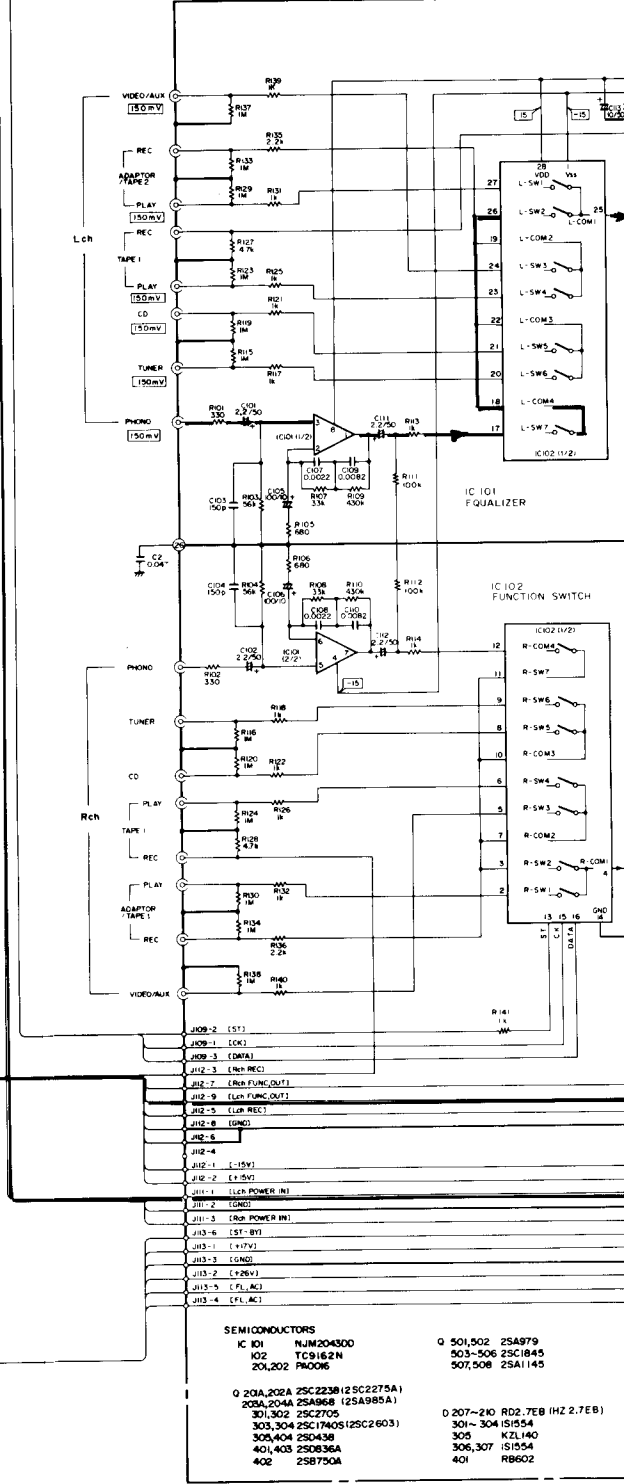 VIDEO/AUX
150mV
REC
ADAPTOR
/TAPE2
PLAY
150mV
REC
TAPE 1
PLAY
150mV
CD
150mV
TUNER
150mV
PHONO
150mV
Lch
R139
1k
R137
1M
R135
2.2k
R133
1M
R129
1M
R131
1k
R127
4.7k
R123
1M
R125
1k
R121
1k
R119
1M
R115
1M
R117
1k
R101
330
C101
2.2/50
3
8
1
2
IC101 (1/2)
C111
2.2/50
R113
1k
C107
0.0022
C109
0.0082
R107
33k
R109
430k
R111
100k
C103
150p
R103
56k
C105
100/10
R105
680
15
-15
C113
10/50
28
VDD
1
Vss
27 L-SW1
26 L-SW2
L-COM1
25
19 L-COM2
24 L-SW3
23 L-SW4
22 L-COM3
21 L-SW5
20 L-SW6
18 L-COM4
17 L-SW7
IC102 (1/2)
IC 101
EQUALIZER
26
C2
R106
680
C104
150p
R104
56k
C106
100/10
R108
33k
R110
430k
C108
0.0022
C110
0.0082
R112
100k
C102
2.2/50
IC101
(2/2)
6
5
4
7
C112
2.2/50
R114
1k
R102
330
-15
IC 102
FUNCTION SWITCH
IC102 (1/2)
12 R-COM4
11 R-SW7
9 R-SW6
8 R-SW5
10 R-COM3
6 R-SW4
5 R-SW3
7 R-COM2
3 R-SW2
R-COM1
4
2 R-SW1
GND
14
13 15 16
ST
CK
DATA
PHONO
TUNER
CD
PLAY
TAPE 1
REC
PLAY
ADAPTOR
REC
VIDEO/AUX
Rch
R118
1k
R116
1M
R120
1M
R122
1k
R124
1M
R126
1k
R128
4.7k
R130
1M
R132
1k
R134
1M
R136
2.2k
R138
1M
R140
1k
R141
1k
J109-2 [ST]
J109-1 [CK]
J109-3 [DATA]
J112-3 [Rch REC]
J112-7 [Rch FUNC,OUT]
J112-9 [Lch FUNC,OUT]
J112-5 [Lch REC]
J112-8 [GND]
J112-6
J112-4
J112-1 [-15V]
J112-2 [+15V]
J111-1 [Lch POWER IN]
J111-2 [GND]
J111-3 [Rch POWER IN]
J113-6 [ST-BY]
J113-1 [+17V]
J113-3 [GND]
J113-2 [+26V]
J113-5 [FL,AC]
J113-4 [FL,AC]
SEMICONDUCTORS
IC 101 NJM2043DD
102 TC9162N
201,202 PA0016
Q 201A,202A 2SC2238 (2SC2275A)
203A,204A 2SA968 (2SA985A)
301,302 2SC2705
303,304 2SC1740S (2SC2603)
305,404 2SD438
401,403 2SD836A
402 2SB750A
Q 501,502 2SA979
503~506 2SC1845
507,508 2SA1145
D 207~210 RD2.7EB (HZ 2.7EB)
301~304 1S1554
305 KZL140
306,307 1S1554
401 RB602